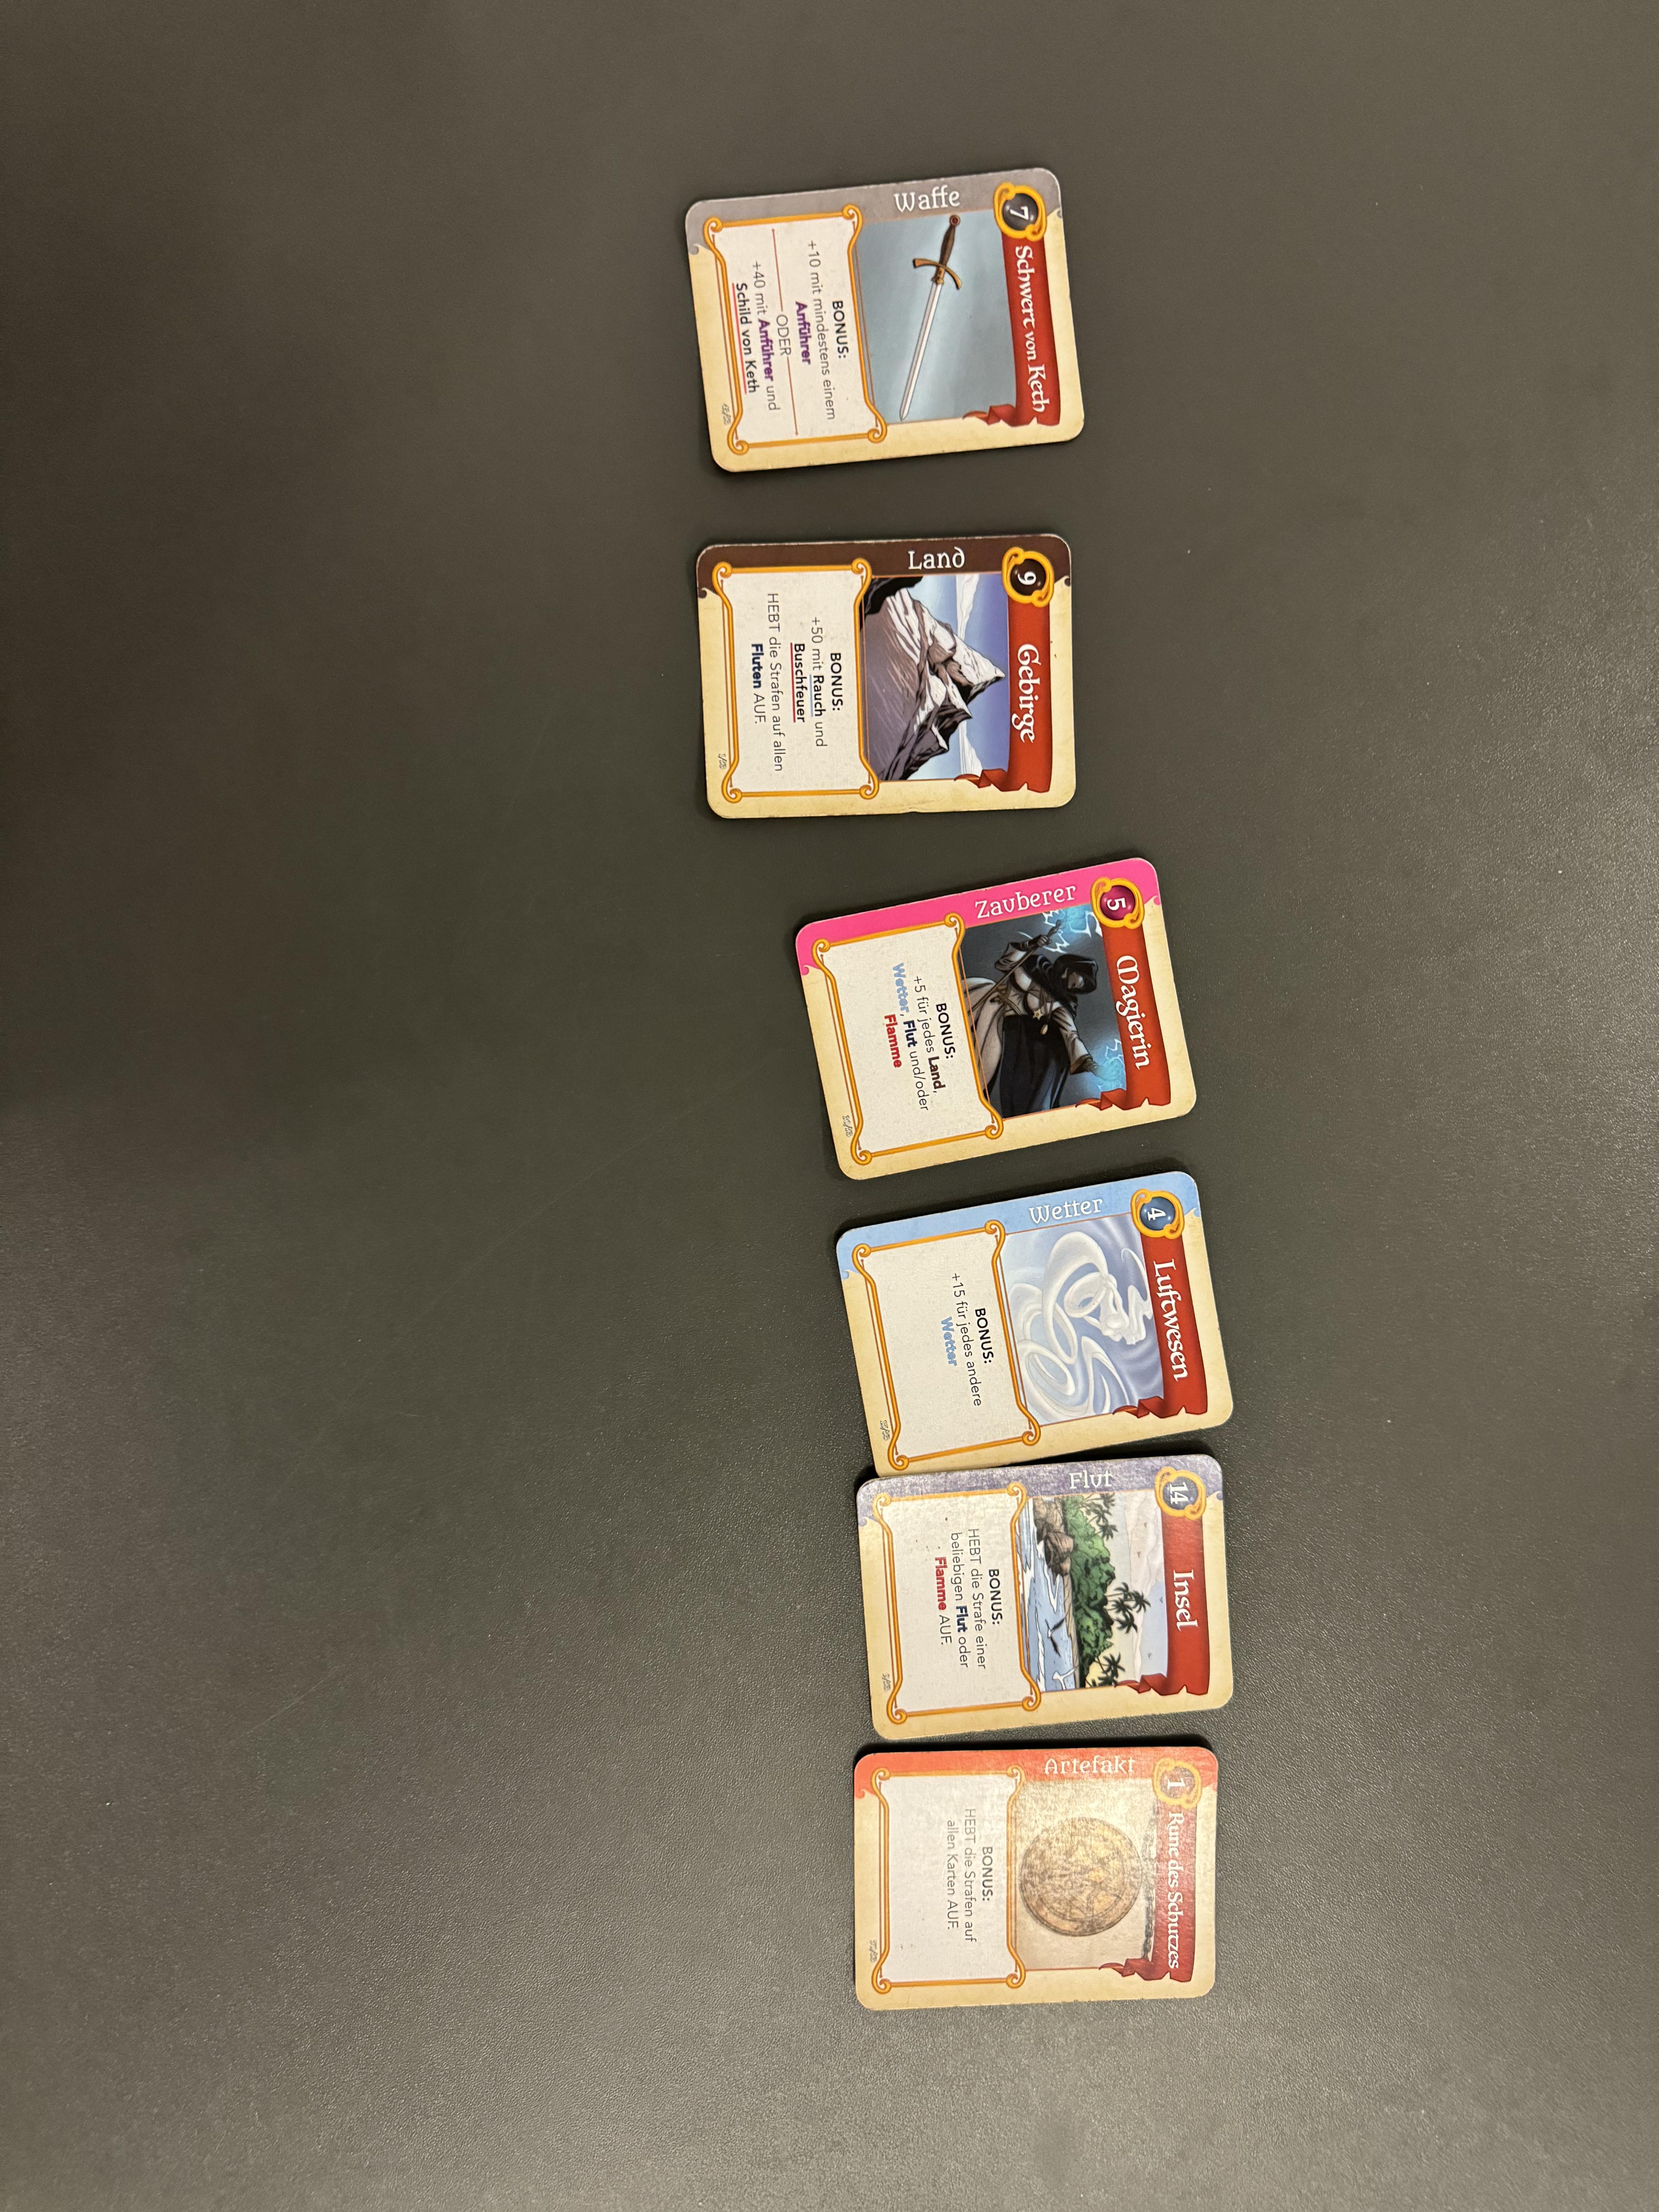 7
Schwert von Keth
Waffe
BONUS:
+10 mit mindestens einem
Anführer
ODER
+40 mit Anführer und
Schild von Keth
9
Gebirge
Land
BONUS:
+50 mit Rauch und
Buschfeuer
HEBT die Strafen auf allen
Fluten AUF.
5
Magierin
Zauberer
BONUS:
+5 für jedes Land,
Wetter, Flut und/oder
Flamme
4
Luftwesen
Wetter
BONUS:
+15 für jedes andere
Wetter
14
Insel
Flut
BONUS:
HEBT die Strafe einer
beliebigen Flut oder
Flamme AUF.
1
Rune des Schutzes
Artefakt
BONUS:
HEBT die Strafen auf
allen Karten AUF.